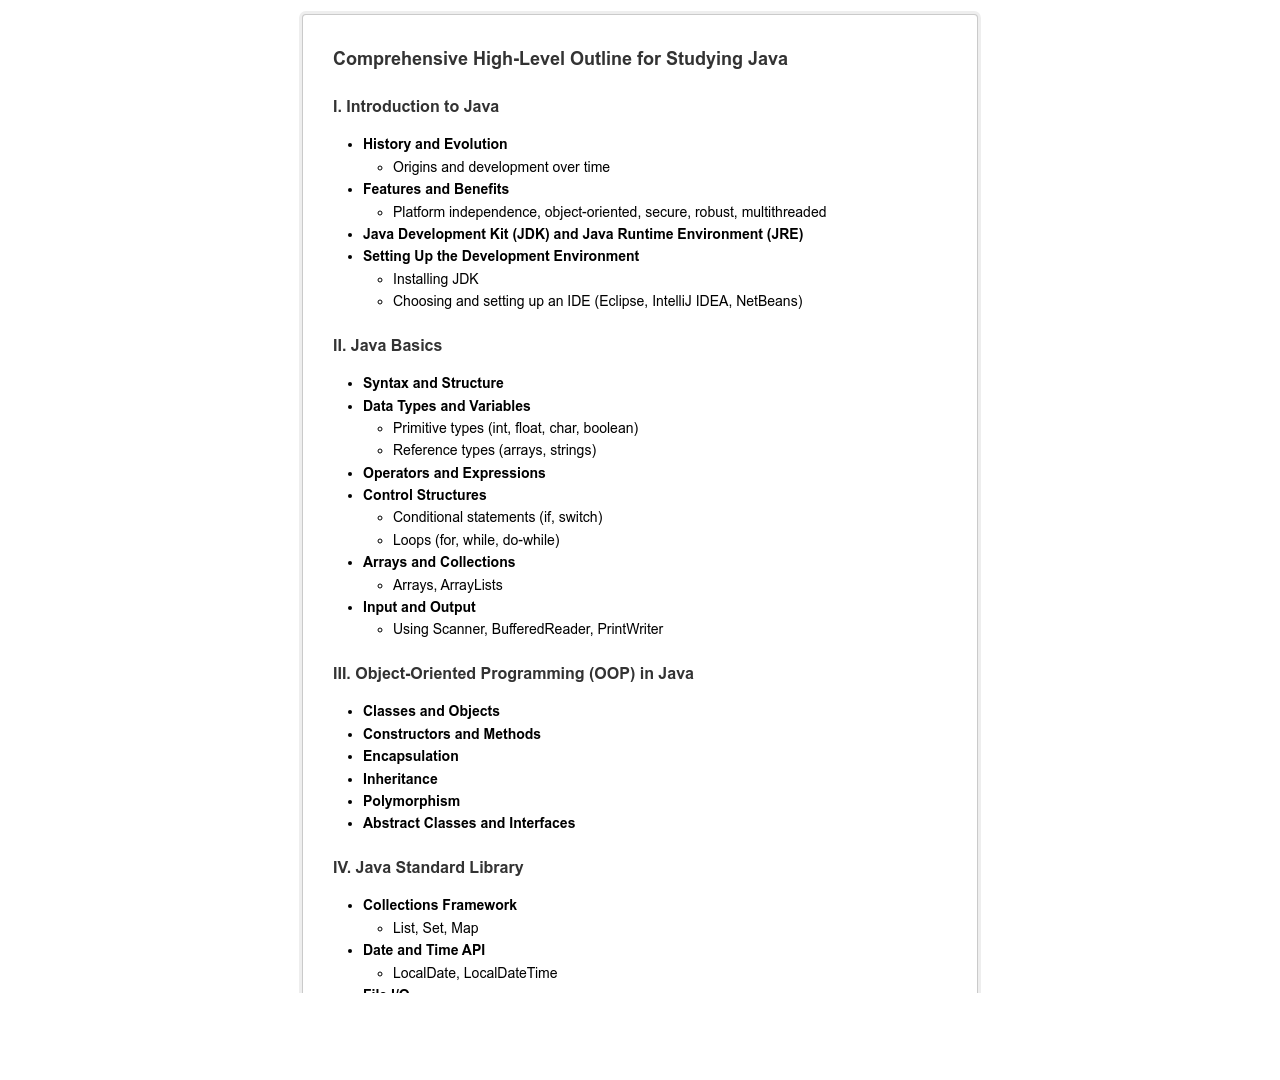 Comprehensive High-Level Outline for Studying Java
I. Introduction to Java
• History and Evolution
◦ Origins and development over time
• Features and Benefits
◦ Platform independence, object-oriented, secure, robust, multithreaded
• Java Development Kit (JDK) and Java Runtime Environment (JRE)
• Setting Up the Development Environment
◦ Installing JDK
◦ Choosing and setting up an IDE (Eclipse, IntelliJ IDEA, NetBeans)
II. Java Basics
• Syntax and Structure
• Data Types and Variables
◦ Primitive types (int, float, char, boolean)
◦ Reference types (arrays, strings)
• Operators and Expressions
• Control Structures
◦ Conditional statements (if, switch)
◦ Loops (for, while, do-while)
• Arrays and Collections
◦ Arrays, ArrayLists
• Input and Output
◦ Using Scanner, BufferedReader, PrintWriter
III. Object-Oriented Programming (OOP) in Java
• Classes and Objects
• Constructors and Methods
• Encapsulation
• Inheritance
• Polymorphism
• Abstract Classes and Interfaces
IV. Java Standard Library
• Collections Framework
◦ List, Set, Map
• Date and Time API
◦ LocalDate, LocalDateTime
• File I/O